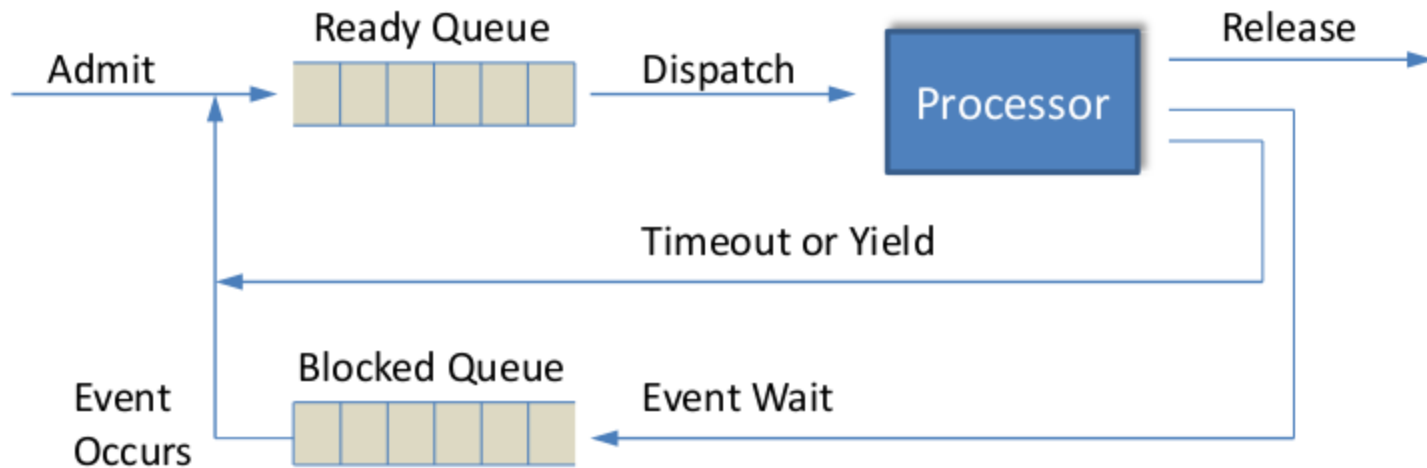 Ready Queue
Admit
Dispatch
Processor
Release
Timeout or Yield
Blocked Queue
Event Wait
Event
Occurs